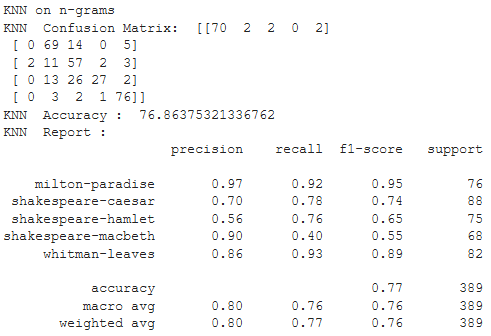 KNN on n-grams
KNN  Confusion Matrix:  [[70  2  2  0  2]
 [ 0 69 14  0  5]
 [ 2 11 57  2  3]
 [ 0 13 26 27  2]
 [ 0  3  2  1 76]]
KNN  Accuracy :  76.86375321336762
KNN  Report :
                     precision    recall  f1-score   support

    milton-paradise       0.97      0.92      0.95        76
 shakespeare-caesar       0.70      0.78      0.74        88
 shakespeare-hamlet       0.56      0.76      0.65        75
shakespeare-macbeth       0.90      0.40      0.55        68
     whitman-leaves       0.86      0.93      0.89        82

           accuracy                           0.77       389
          macro avg       0.80      0.76      0.76       389
       weighted avg       0.80      0.77      0.76       389